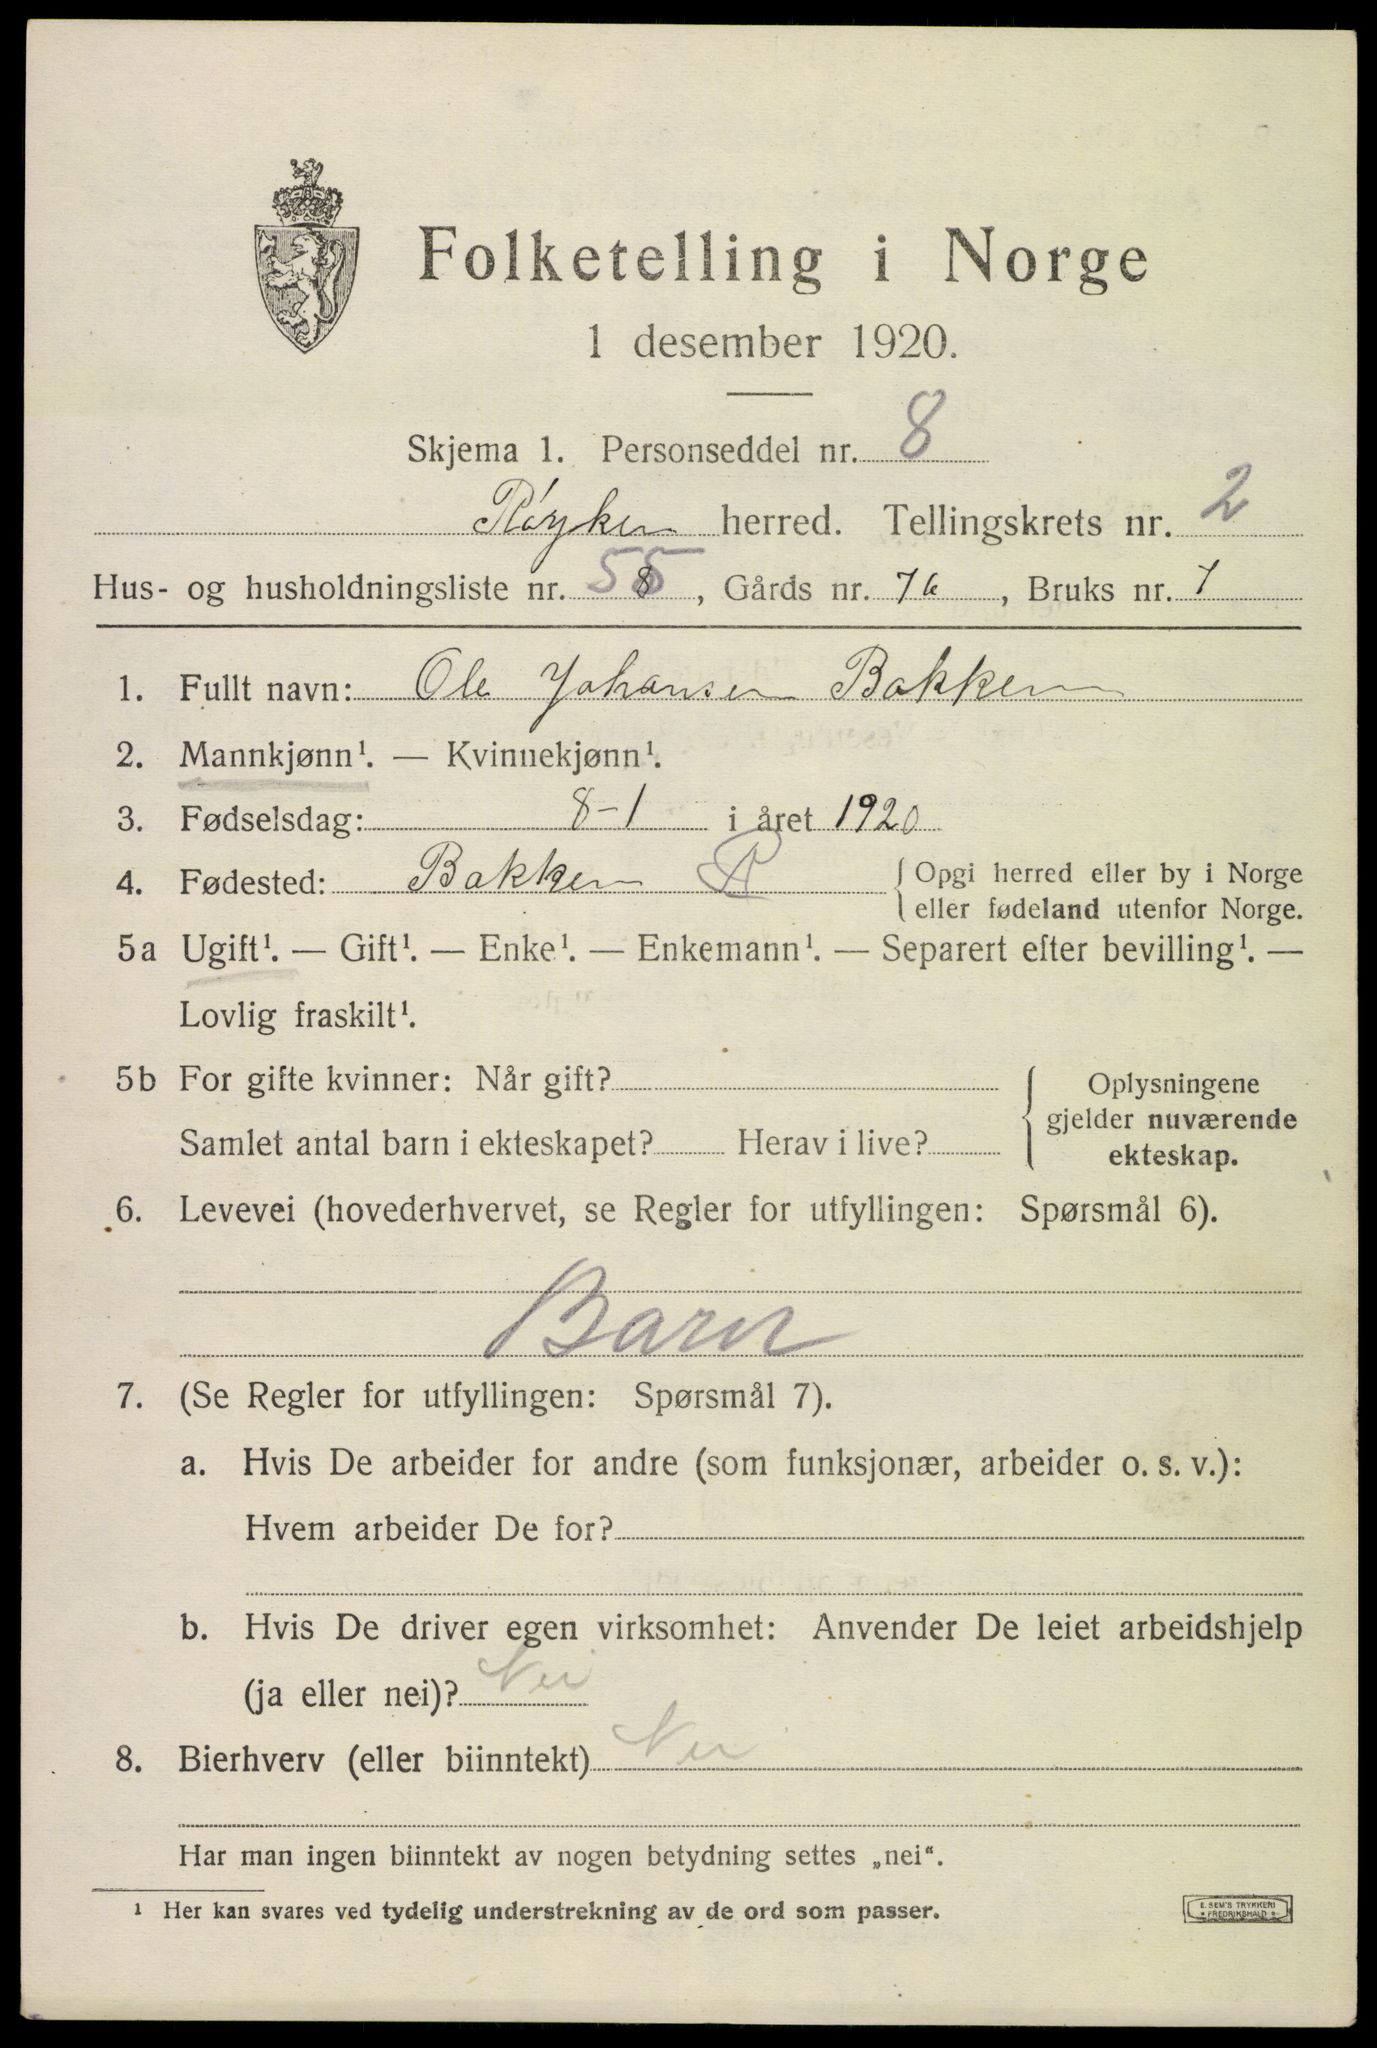 Folketelling i Norge
1 desember 1920.
Skjema 1. Personseddel nr. 8
Røyken herred. Tellingskrets nr. 2
Hus- og husholdningsliste nr. 55 8, Gårds nr. 76, Bruks nr. 1
1. Fullt navn: Ole Johansen Bakken
2. Mannkjønn¹. — Kvinnekjønn¹.
3. Fødselsdag: 8-1 i året 1920
4. Fødested: Bakken R { Opgi herred eller by i Norge
eller fødeland utenfor Norge.
5a Ugift¹. — Gift¹. — Enke¹. — Enkemann¹. — Separert efter bevilling¹. —
Lovlig fraskilt¹.
5b For gifte kvinner: Når gift? { Oplysningene
gjelder nuværende
Samlet antal barn i ekteskapet? Herav i live?
ekteskap.
6. Levevei (hovederhvervet, se Regler for utfyllingen: Spørsmål 6).
Barn
7. (Se Regler for utfyllingen: Spørsmål 7).
a. Hvis De arbeider for andre (som funksjonær, arbeider o. s. v.):
Hvem arbeider De for?
b. Hvis De driver egen virksomhet: Anvender De leiet arbeidshjelp
(ja eller nei)? Nei
8. Bierhverv (eller biinntekt) Nei
Har man ingen biinntekt av nogen betydning settes „nei“.
¹ Her kan svares ved tydelig understrekning av de ord som passer.
E. SEM'S TRYKKERI
FREDRIKSHALD